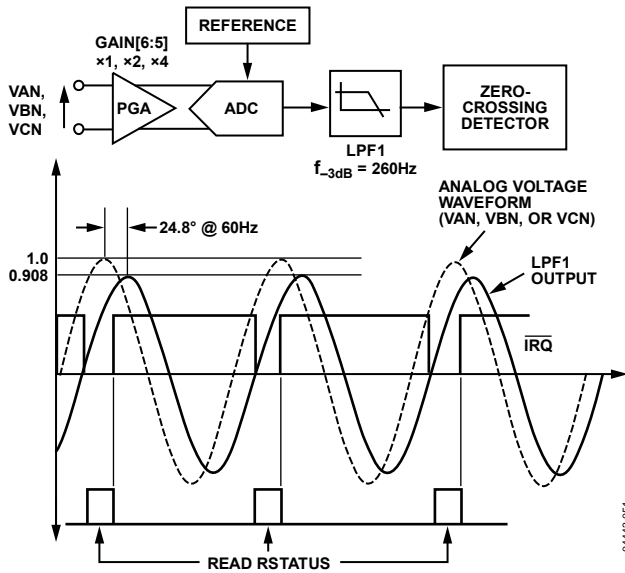 REFERENCE
GAIN[6:5]
×1, ×2, ×4
VAN,
VBN,
VCN
PGA
ADC
LPF1
f–3dB = 260Hz
ZERO-
CROSSING
DETECTOR
ANALOG VOLTAGE
WAVEFORM
(VAN, VBN, OR VCN)
24.8° @ 60Hz
1.0
0.908
LPF1
OUTPUT
IRQ
READ RSTATUS